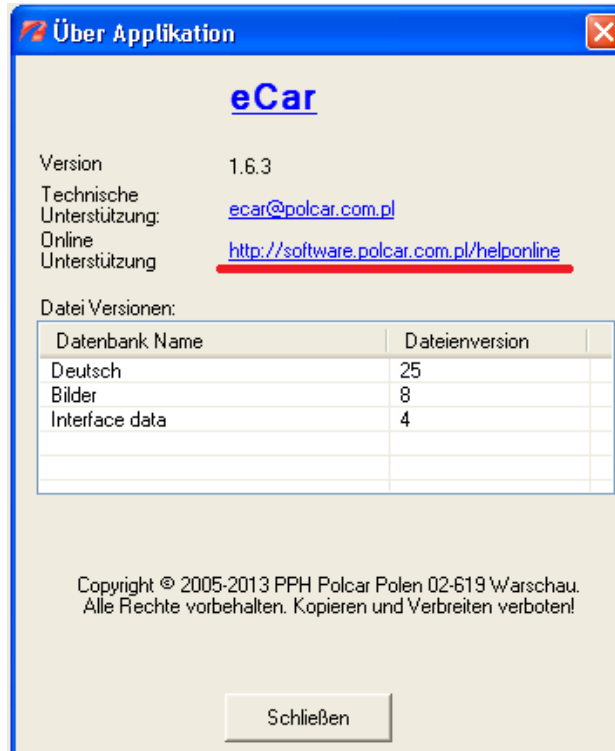 Über Applikation
eCar
Version 1.6.3
Technische
Unterstützung: ecar@polcar.com.pl
Online
Unterstützung http://software.polcar.com.pl/helponline
Datei Versionen:
Datenbank Name Dateienversion
Deutsch 25
Bilder 8
Interface data 4
Copyright © 2005-2013 PPH Polcar Polen 02-619 Warschau.
Alle Rechte vorbehalten. Kopieren und Verbreiten verboten!
Schließen